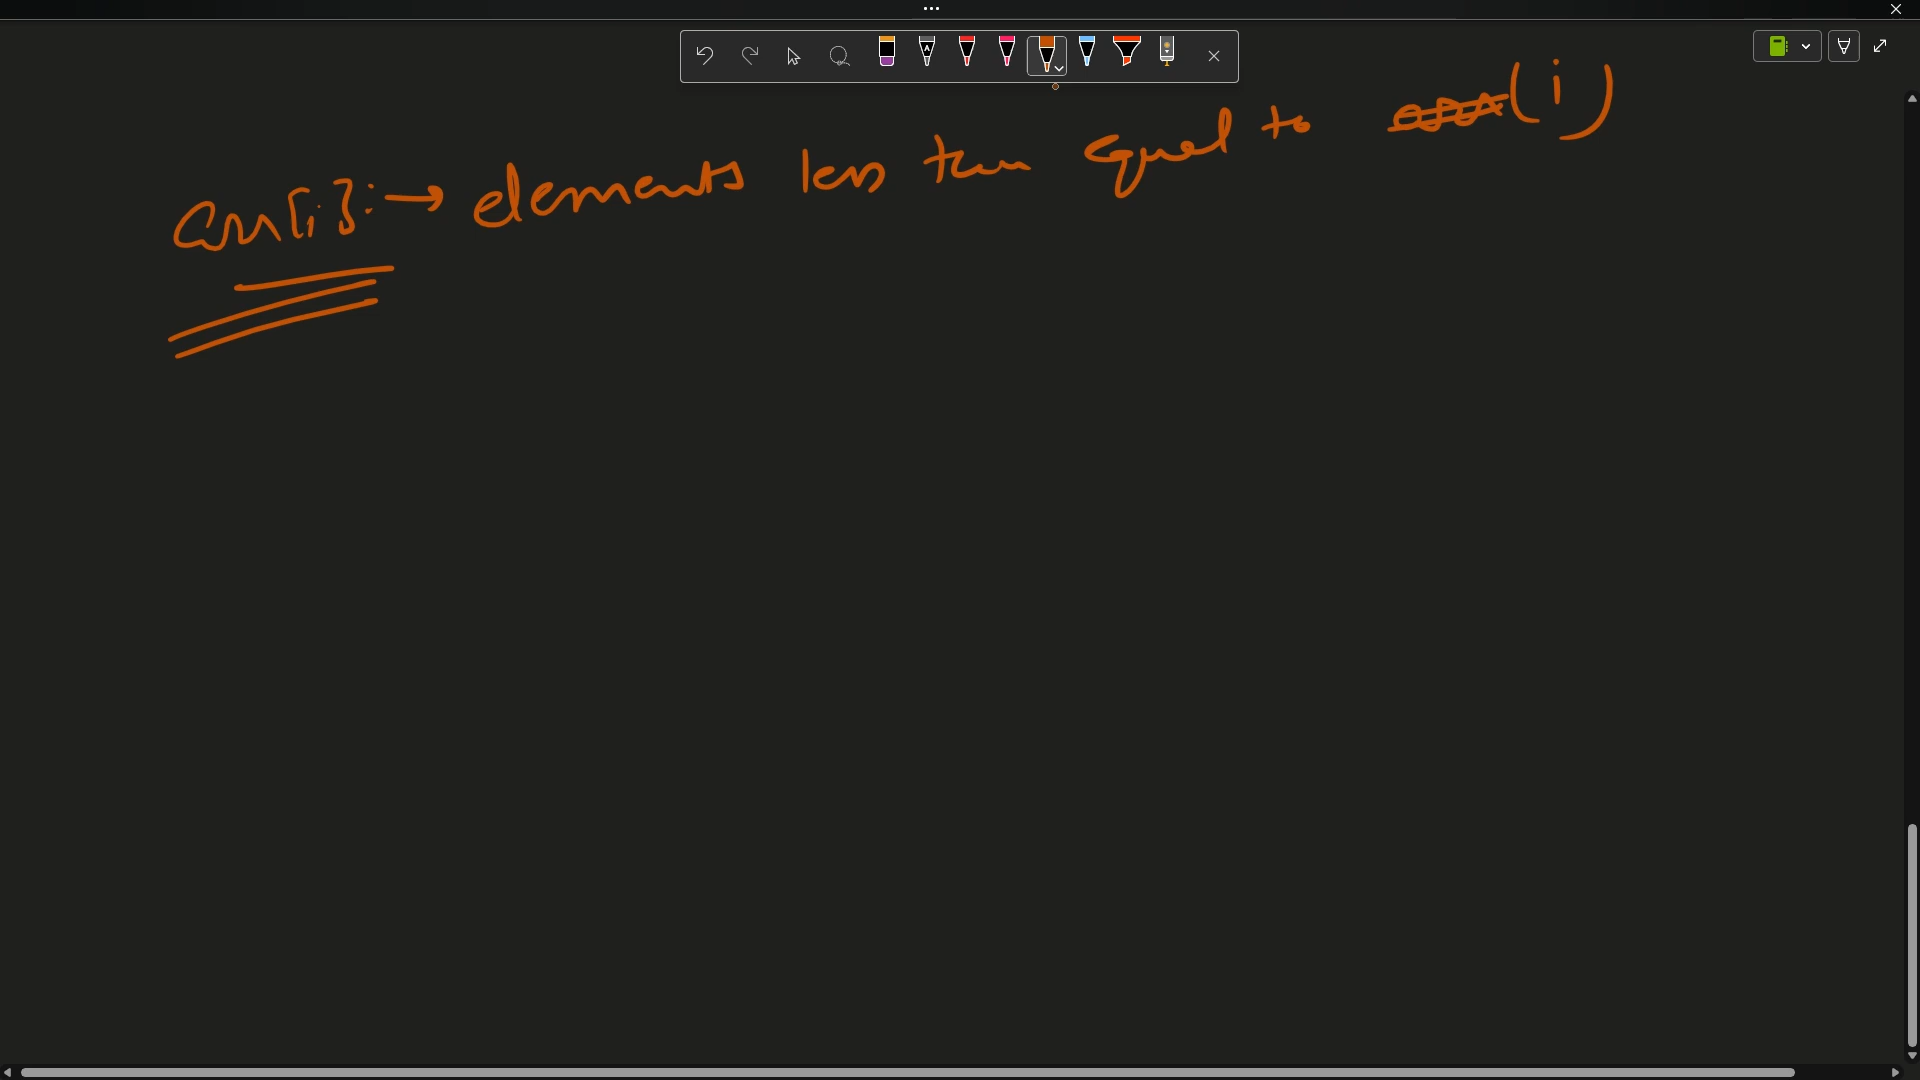 arr[i]:→ elements less than equal to (i)